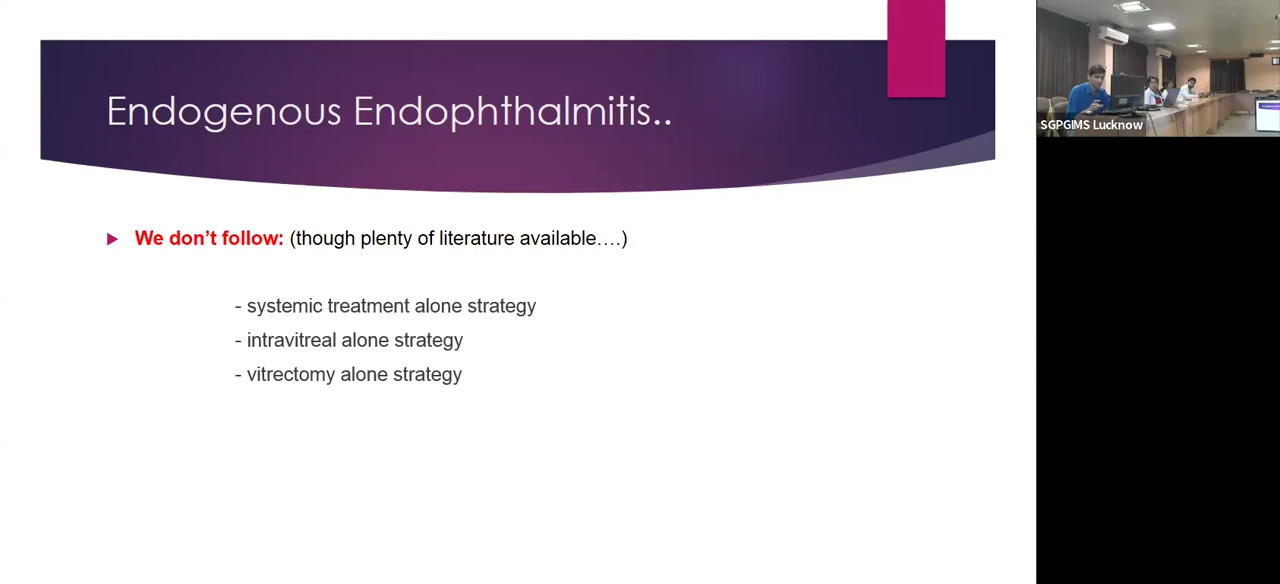 Endogenous Endophthalmitis..
We don’t follow: (though plenty of literature available….)
- systemic treatment alone strategy
- intravitreal alone strategy
- vitrectomy alone strategy
SGPGIMS Lucknow